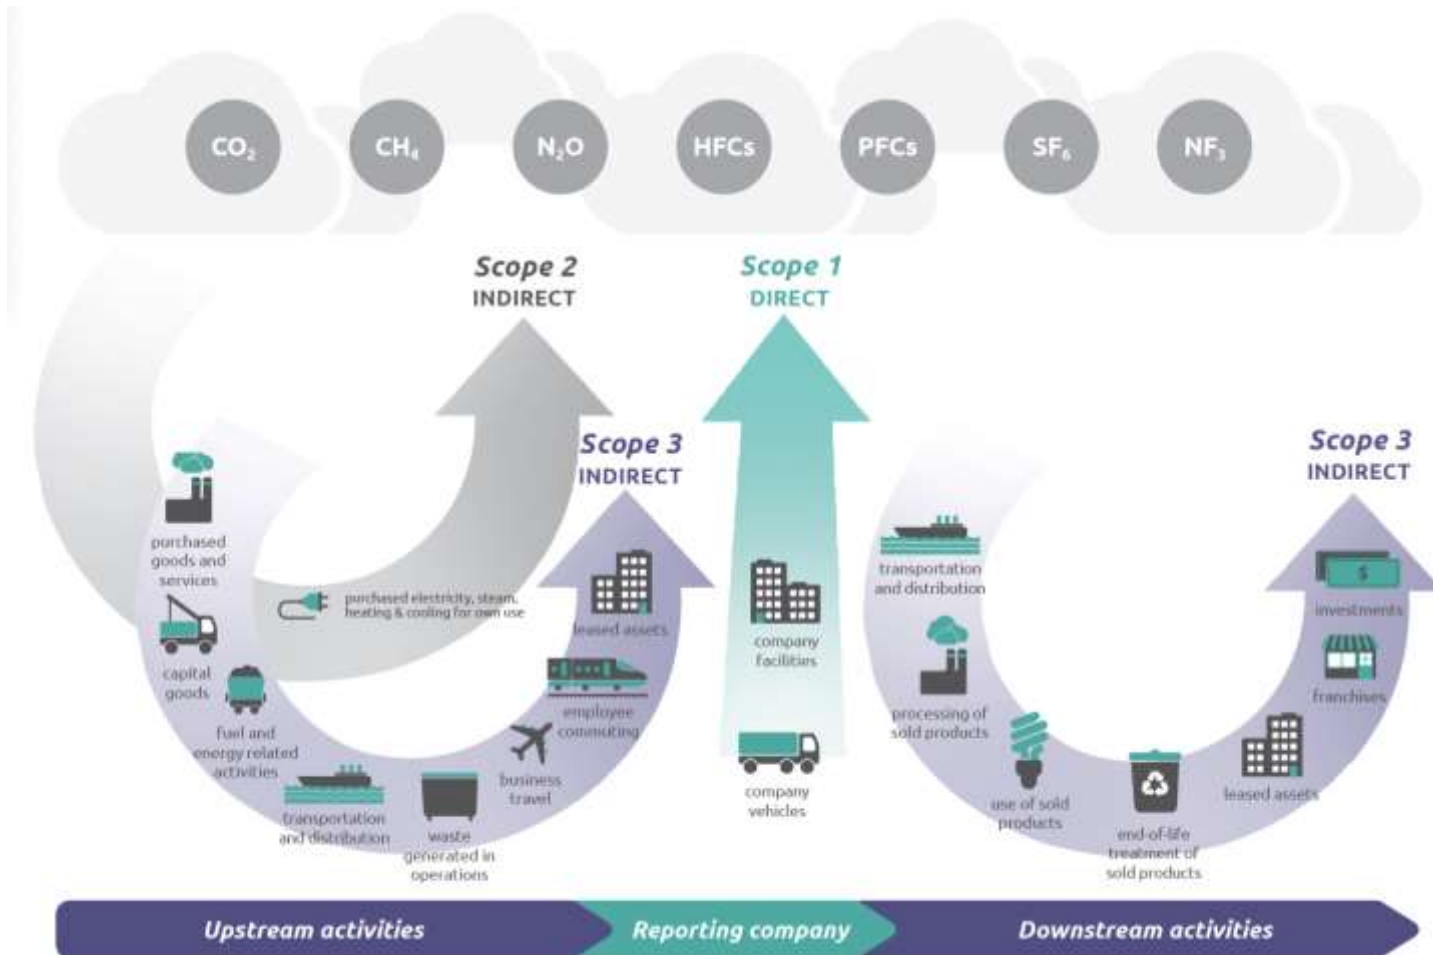 CO₂
CH₄
N₂O
HFCs
PFCs
SF₆
NF₃
Scope 2
INDIRECT
Scope 1
DIRECT
Scope 3
INDIRECT
Scope 3
INDIRECT
purchased
goods and
services
capital
goods
fuel and
energy related
activities
transportation
and distribution
waste
generated in
operations
business
travel
employee
commuting
leased assets
purchased electricity, steam,
heating & cooling for own use
company
facilities
company
vehicles
transportation
and distribution
processing of
sold products
use of sold
products
end-of-life
treatment of
sold products
leased assets
franchises
$
investments
Upstream activities
Reporting company
Downstream activities